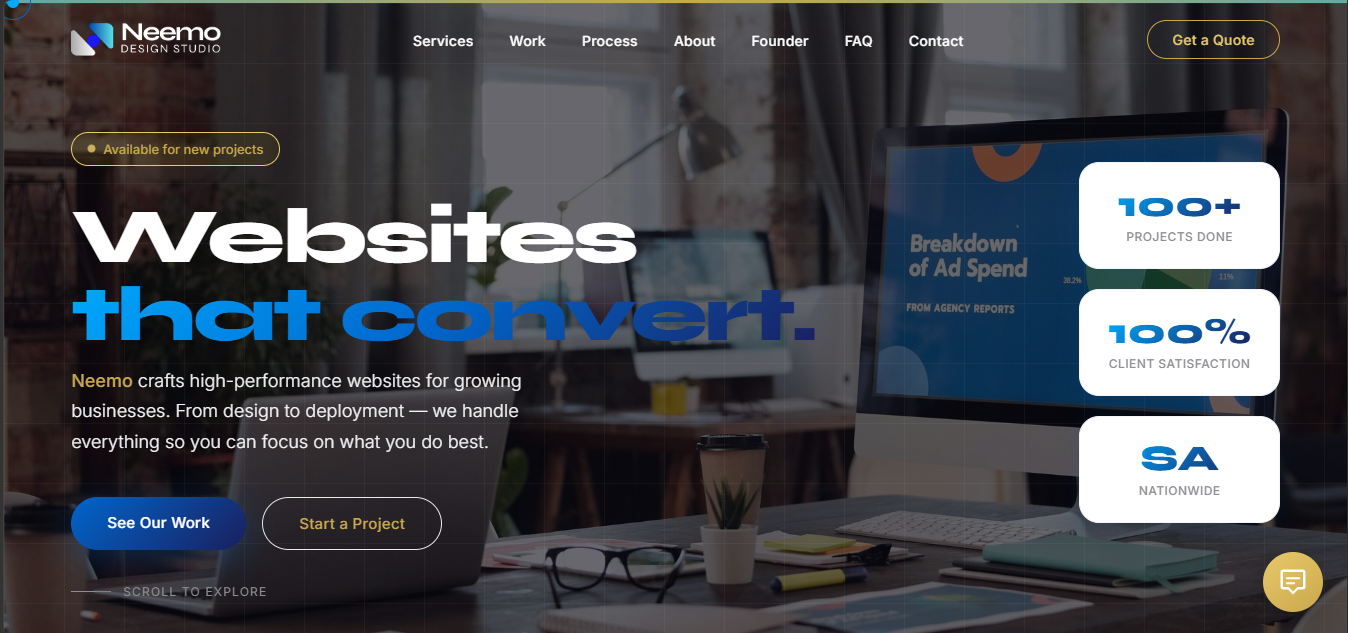 Neemo
DESIGN STUDIO
Services
Work
Process
About
Founder
FAQ
Contact
Get a Quote
Available for new projects
Websites
that convert.
Neemo crafts high-performance websites for growing
businesses. From design to deployment — we handle
everything so you can focus on what you do best.
See Our Work
Start a Project
SCROLL TO EXPLORE
Breakdown
of Ad Spend
FROM AGENCY REPORTS
38.2%
11%
100+
PROJECTS DONE
100%
CLIENT SATISFACTION
SA
NATIONWIDE